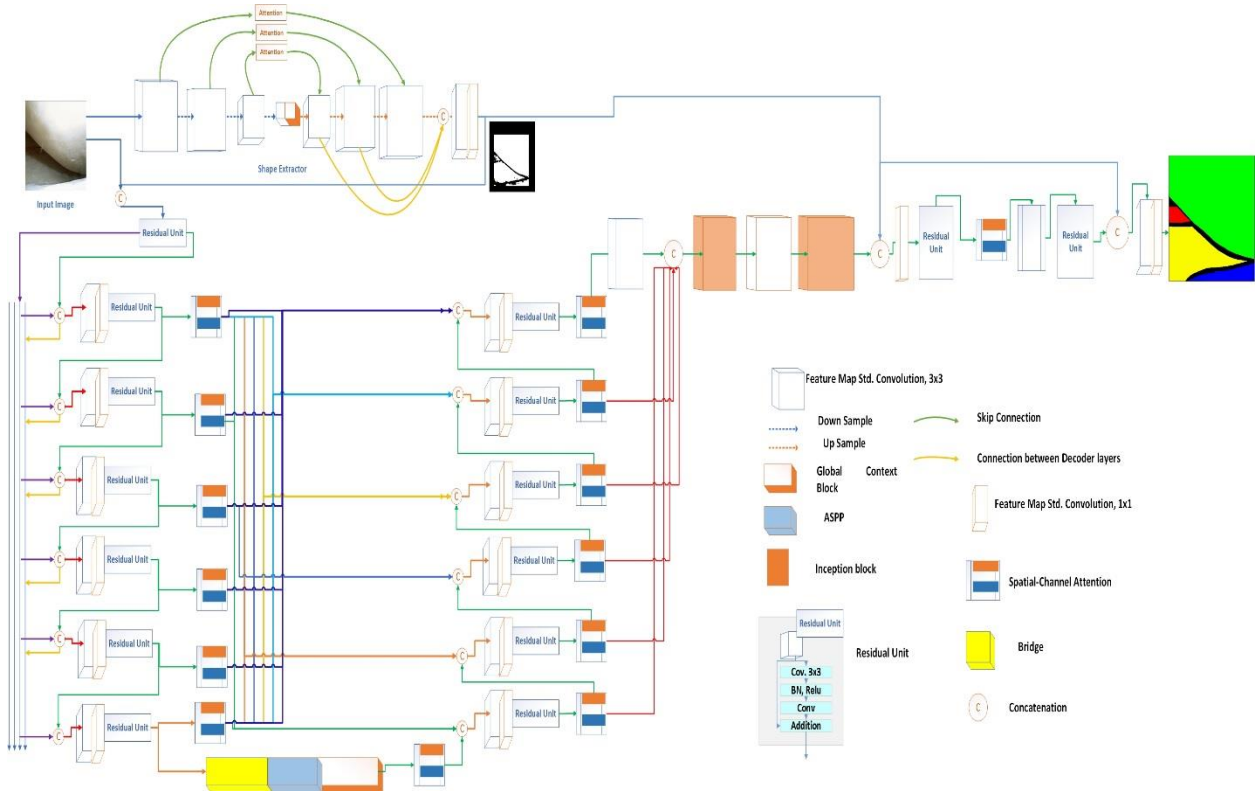 Attention
Attention
Attention
C
Shape Extractor
Input Image
C
Residual Unit
C
Residual Unit
C
Residual Unit
C
Residual Unit
C
Residual Unit
C
Residual Unit
C
Residual Unit
C
Residual Unit
C
Residual Unit
C
Residual Unit
C
Residual Unit
C
Residual Unit
C
Residual Unit
C
C
Residual Unit
Residual Unit
C
Feature Map Std. Convolution, 3x3
Down Sample
Up Sample
Global Context
Block
ASPP
Inception block
Residual Unit
Cov. 3x3
BN, Relu
Conv
Addition
Residual Unit
Skip Connection
Connection between Decoder layers
Feature Map Std. Convolution, 1x1
Spatial-Channel Attention
Bridge
C
Concatenation